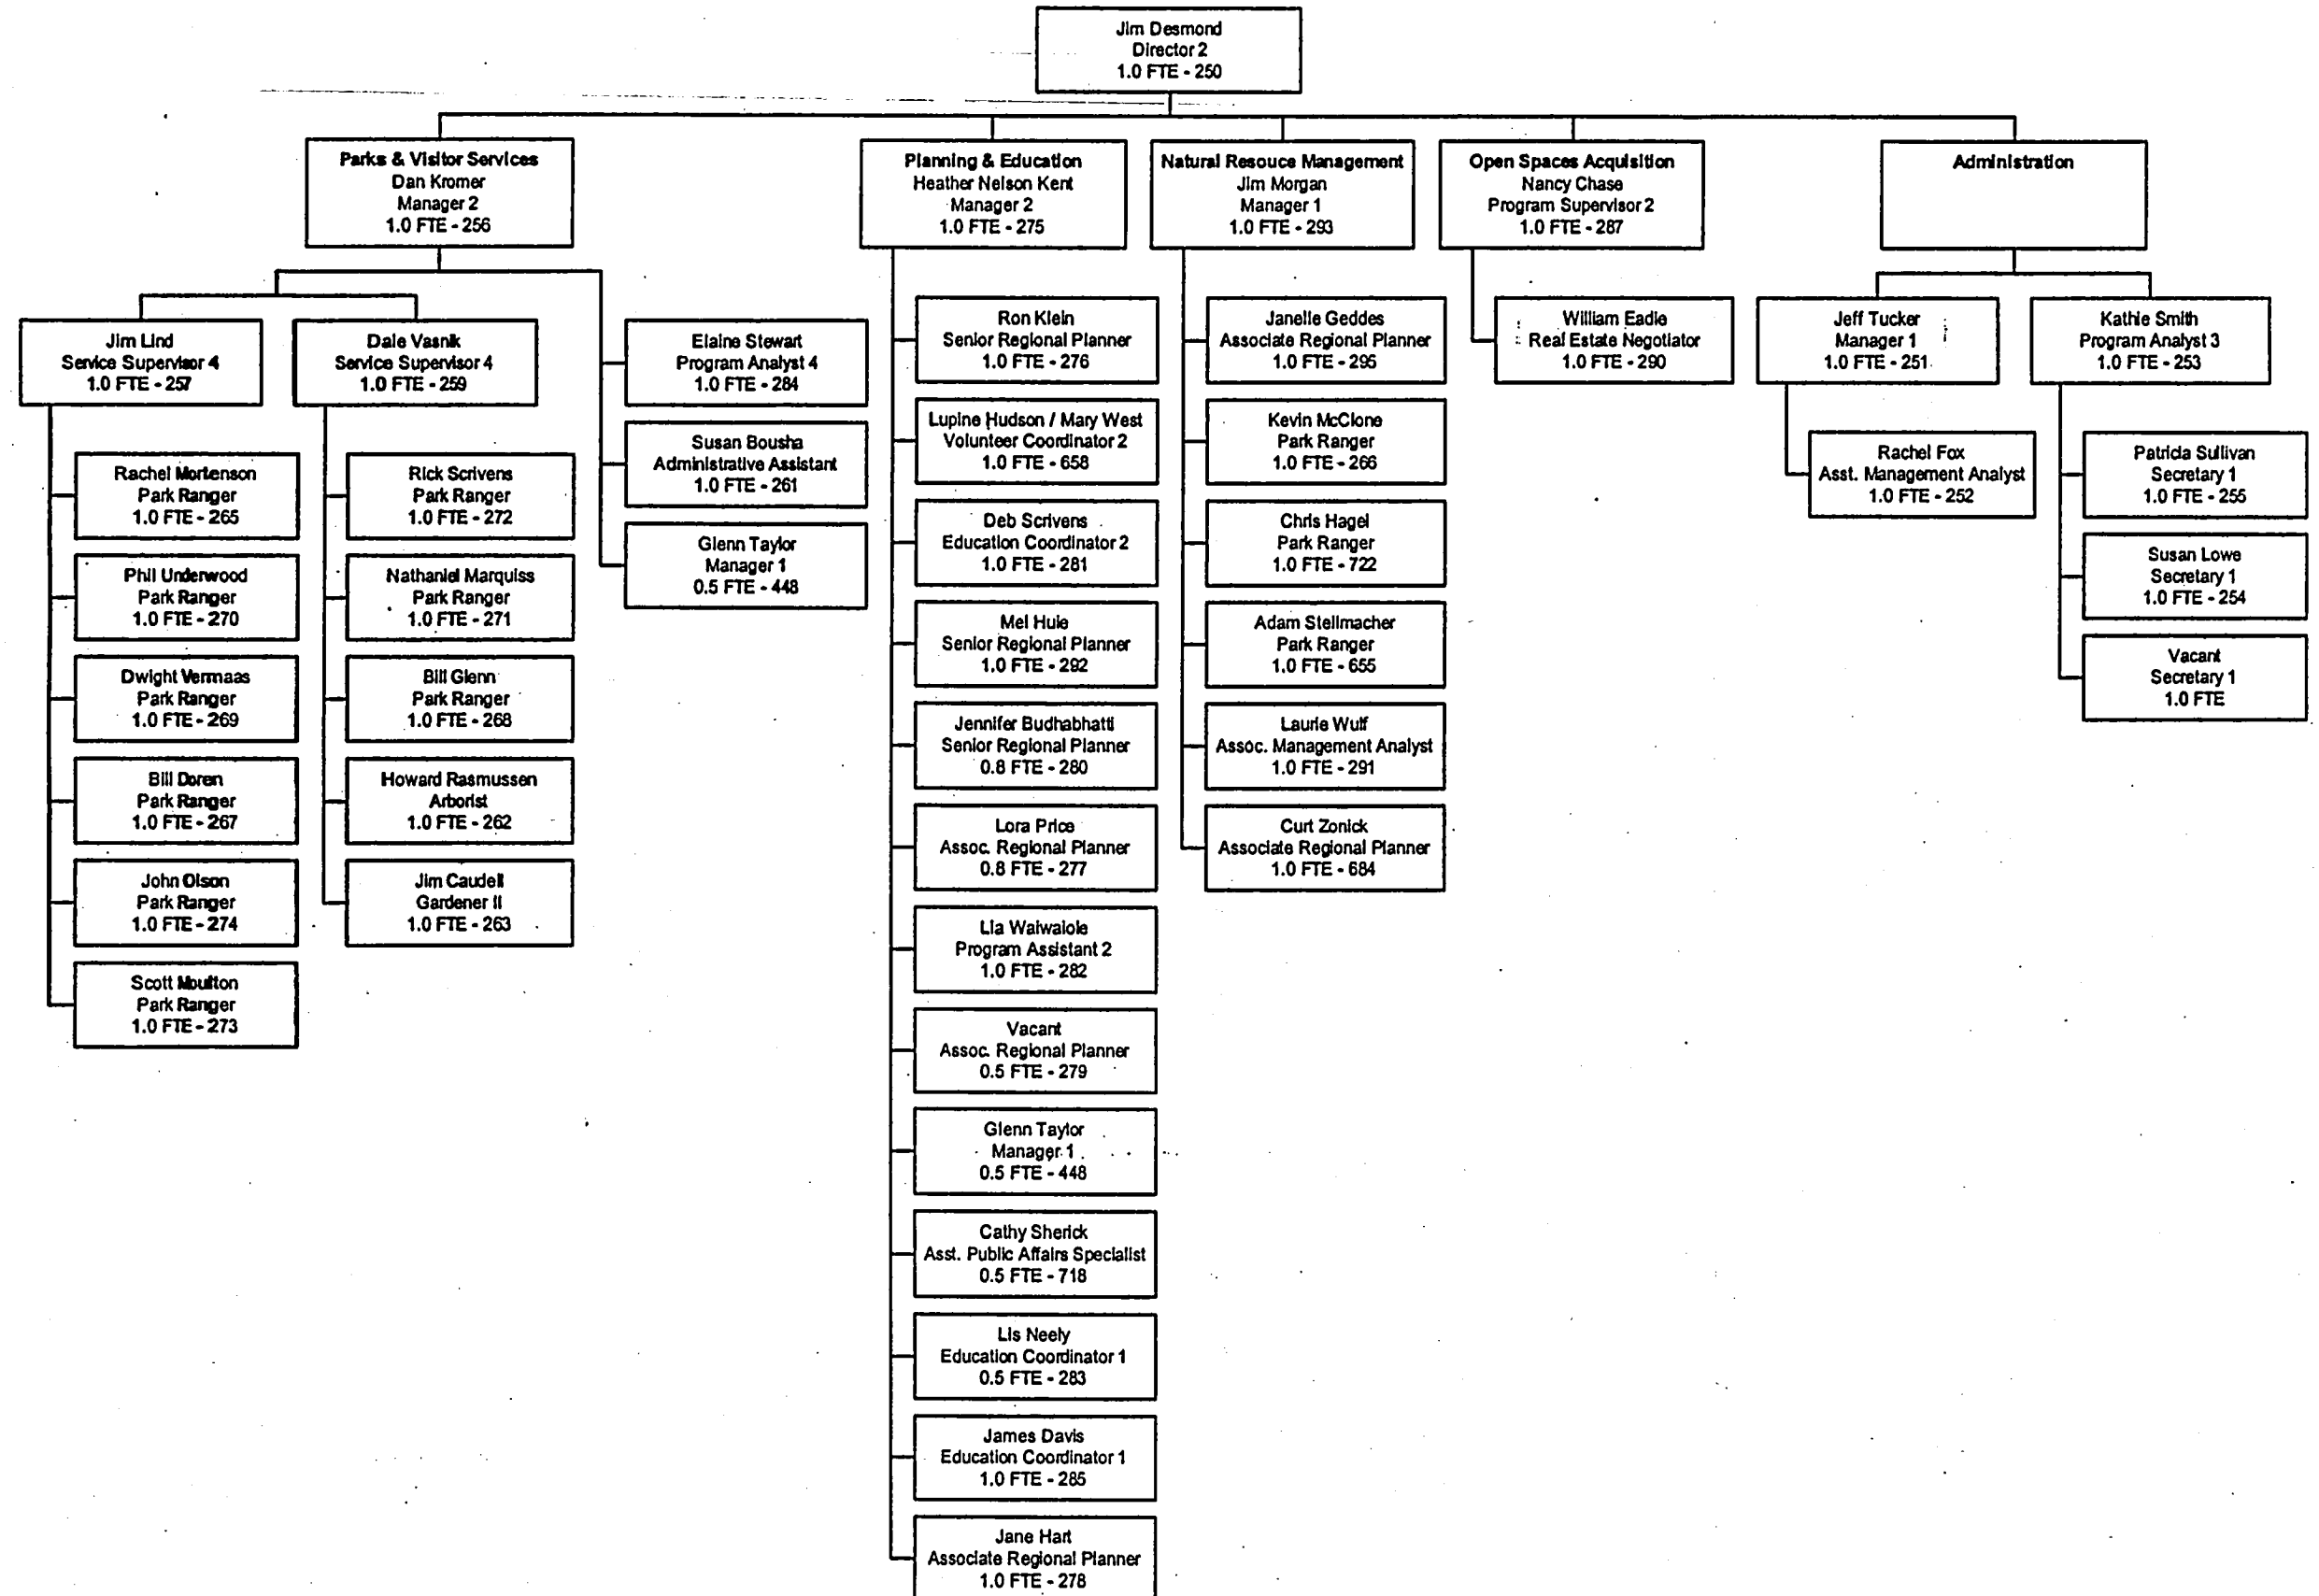 Jim Desmond
Director 2
1.0 FTE - 250
Parks & Visitor Services
Dan Kromer
Manager 2
1.0 FTE - 256
Planning & Education
Heather Nelson Kent
Manager 2
1.0 FTE - 275
Natural Resouce Management
Jim Morgan
Manager 1
1.0 FTE - 293
Open Spaces Acquisition
Nancy Chase
Program Supervisor 2
1.0 FTE - 287
Administration
Jim Lind
Service Supervisor 4
1.0 FTE - 257
Rachel Mortenson
Park Ranger
1.0 FTE - 265
Phil Underwood
Park Ranger
1.0 FTE - 270
Dwight Vermaas
Park Ranger
1.0 FTE - 269
Bill Doren
Park Ranger
1.0 FTE - 267
John Olson
Park Ranger
1.0 FTE - 274
Scott Moulton
Park Ranger
1.0 FTE - 273
Dale Vasnik
Service Supervisor 4
1.0 FTE - 259
Rick Scrivens
Park Ranger
1.0 FTE - 272
Nathaniel Marquiss
Park Ranger
1.0 FTE - 271
Bill Glenn
Park Ranger
1.0 FTE - 268
Howard Rasmussen
Arborist
1.0 FTE - 262
Jim Caudell
Gardener II
1.0 FTE - 263
Elaine Stewart
Program Analyst 4
1.0 FTE - 284
Susan Bousha
Administrative Assistant
1.0 FTE - 261
Glenn Taylor
Manager 1
0.5 FTE - 448
Ron Klein
Senior Regional Planner
1.0 FTE - 276
Lupine Hudson / Mary West
Volunteer Coordinator 2
1.0 FTE - 658
Deb Scrivens
Education Coordinator 2
1.0 FTE - 281
Mel Huie
Senior Regional Planner
1.0 FTE - 292
Jennifer Budhabhatti
Senior Regional Planner
0.8 FTE - 280
Lora Price
Assoc. Regional Planner
0.8 FTE - 277
Lia Waiwaiole
Program Assistant 2
1.0 FTE - 282
Vacant
Assoc. Regional Planner
0.5 FTE - 279
Glenn Taylor
Manager 1
0.5 FTE - 448
Cathy Sherick
Asst. Public Affairs Specialist
0.5 FTE - 718
Lis Neely
Education Coordinator 1
0.5 FTE - 283
James Davis
Education Coordinator 1
1.0 FTE - 285
Jane Hart
Associate Regional Planner
1.0 FTE - 278
Janelle Geddes
Associate Regional Planner
1.0 FTE - 295
Kevin McClone
Park Ranger
1.0 FTE - 266
Chris Hagel
Park Ranger
1.0 FTE - 722
Adam Stellmacher
Park Ranger
1.0 FTE - 655
Laurie Wulf
Assoc. Management Analyst
1.0 FTE - 291
Curt Zonick
Associate Regional Planner
1.0 FTE - 684
William Eadie
Real Estate Negotiator
1.0 FTE - 290
Jeff Tucker
Manager 1
1.0 FTE - 251
Rachel Fox
Asst. Management Analyst
1.0 FTE - 252
Kathie Smith
Program Analyst 3
1.0 FTE - 253
Patricia Sullivan
Secretary 1
1.0 FTE - 255
Susan Lowe
Secretary 1
1.0 FTE - 254
Vacant
Secretary 1
1.0 FTE